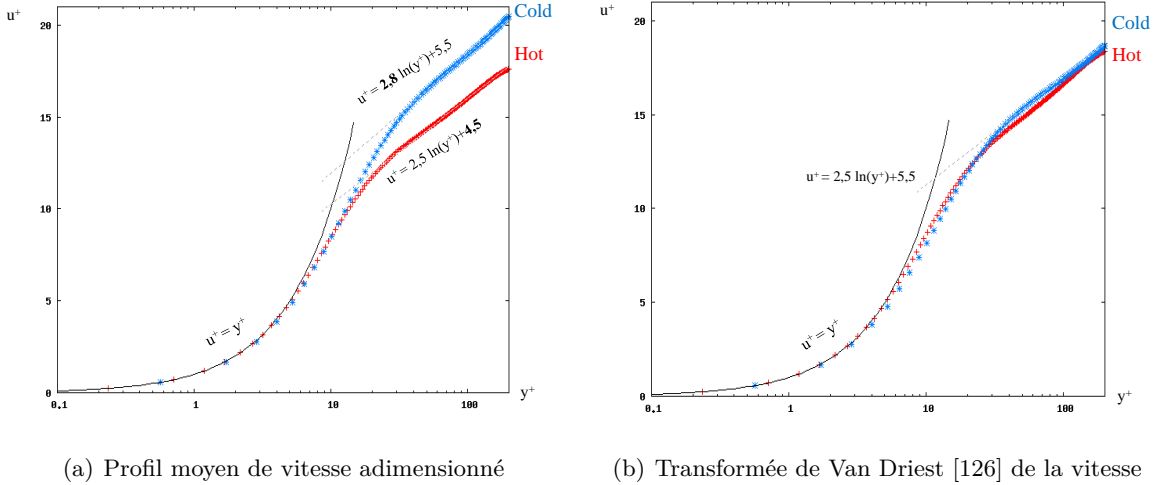 u⁺
Cold
Hot
u⁺ = 2,8 ln(y⁺)+5,5
u⁺ = 2,5 ln(y⁺)+4,5
u⁺ = y⁺
20
15
10
5
0
0.1
1
10
100
y⁺
(a) Profil moyen de vitesse adimensionné
u⁺
Cold
Hot
u⁺ = 2,5 ln(y⁺)+5,5
u⁺ = y⁺
20
15
10
5
0
0.1
1
10
100
y⁺
(b) Transformée de Van Driest [126] de la vitesse